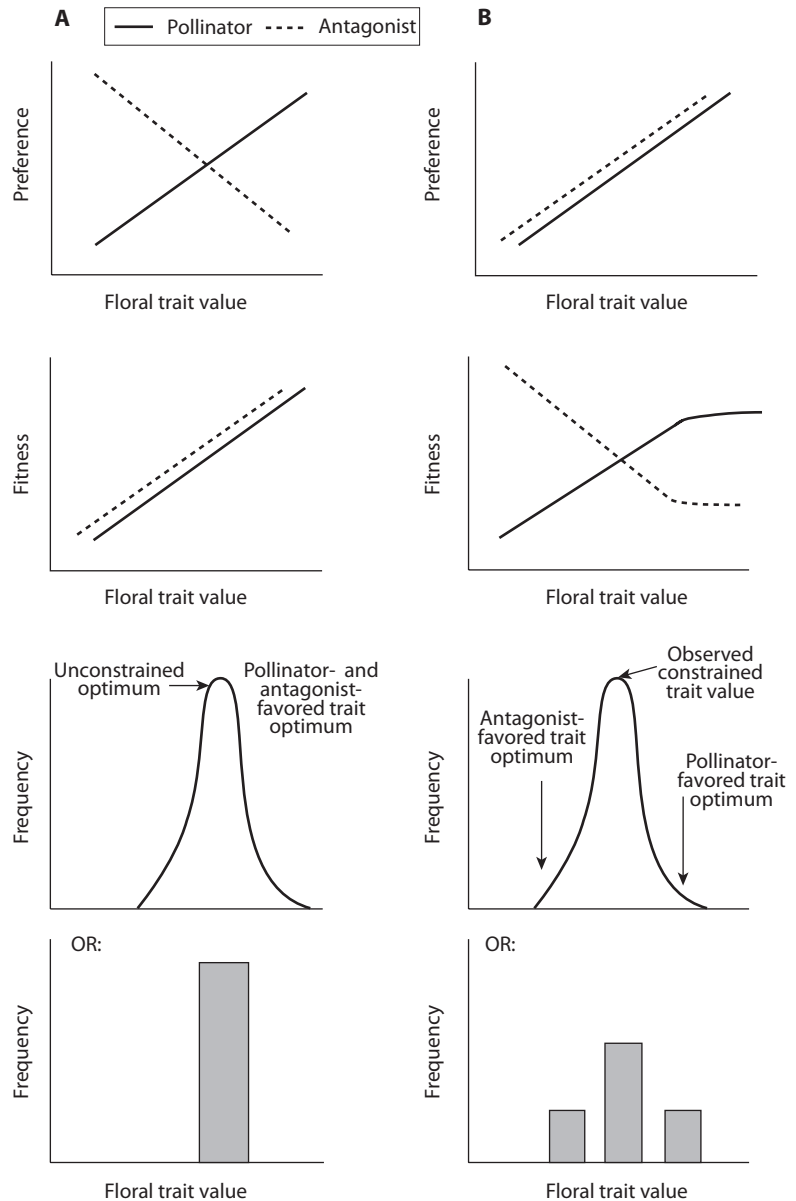 A
Pollinator
Antagonist
B
Preference
Floral trait value
Preference
Floral trait value
Fitness
Floral trait value
Fitness
Floral trait value
Unconstrained
optimum
Pollinator- and
antagonist-
favored trait
optimum
Frequency
Observed
constrained
trait value
Antagonist-
favored trait
optimum
Pollinator-
favored trait
optimum
Frequency
OR:
Frequency
Floral trait value
OR:
Frequency
Floral trait value